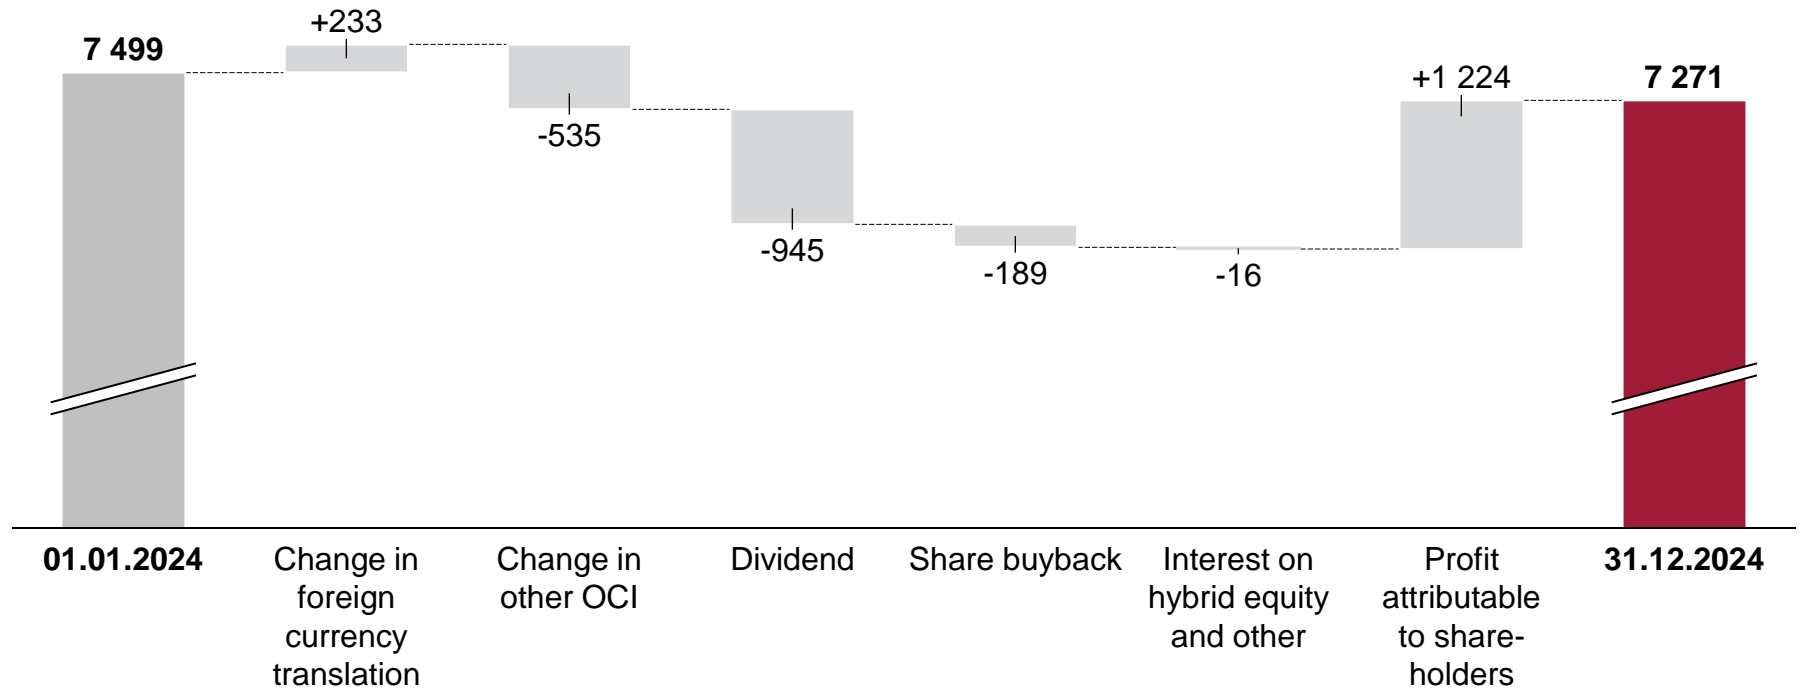 7 499
+233
-535
-945
-189
-16
+1 224
7 271
01.01.2024
Change in
foreign
currency
translation
Change in
other OCI
Dividend
Share buyback
Interest on
hybrid equity
and other
Profit
attributable
to share-
holders
31.12.2024